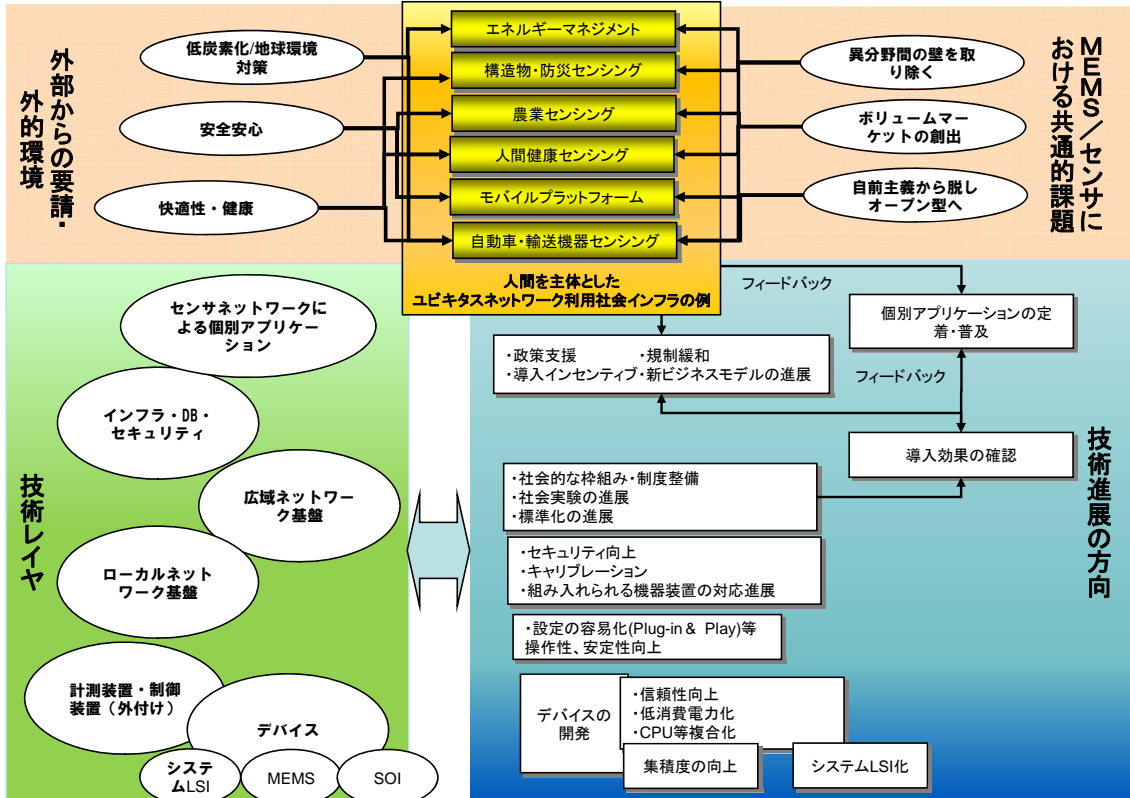 外部からの要請・
外的環境
低炭素化/地球環境
対策
安全安心
快適性・健康
エネルギーマネジメント
構造物・防災センシング
農業センシング
人間健康センシング
モバイルプラットフォーム
自動車・輸送機器センシング
人間を主体とした
ユビキタスネットワーク利用社会インフラの例
異分野間の壁を取
り除く
ボリュームマー
ケットの創出
自前主義から脱し
オープン型へ
MEMS/センサに
おける共通的課題
技術レイヤ
センサネットワークに
よる個別アプリケー
ション
インフラ・DB・
セキュリティ
広域ネットワー
ク基盤
ローカルネット
ワーク基盤
計測装置・制御
装置(外付け)
デバイス
システ
ムLSI
MEMS
SOI
フィードバック
個別アプリケーションの定
着・普及
・政策支援 ・規制緩和
・導入インセンティブ・新ビジネスモデルの進展
フィードバック
導入効果の確認
・社会的な枠組み・制度整備
・社会実験の進展
・標準化の進展
・セキュリティ向上
・キャリブレーション
・組み入れられる機器装置の対応進展
・設定の容易化(Plug-in & Play)等
操作性、安定性向上
デバイスの
開発
・信頼性向上
・低消費電力化
・CPU等複合化
集積度の向上
システムLSI化
技術進展の方向